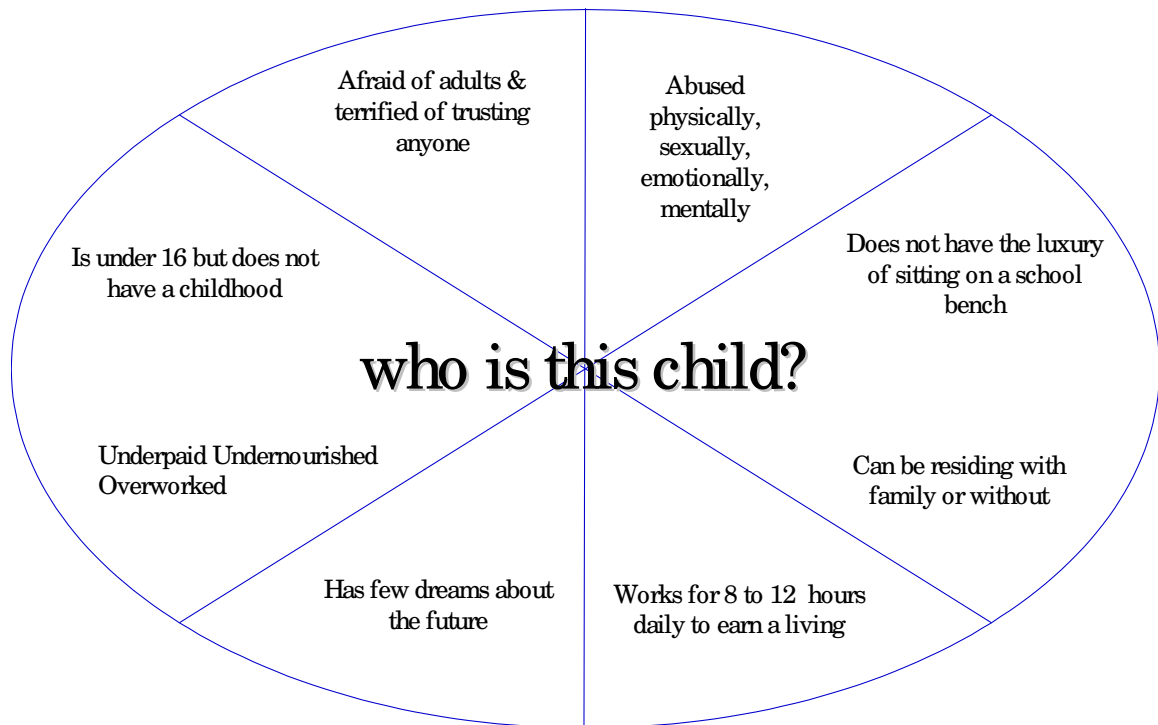 Afraid of adults &
terrified of trusting
anyone
Abused
physically,
sexually,
emotionally,
mentally
Is under 16 but does not
have a childhood
Does not have the luxury
of sitting on a school
bench
who is this child?
Underpaid Undernourished
Overworked
Can be residing with
family or without
Has few dreams about
the future
Works for 8 to 12 hours
daily to earn a living